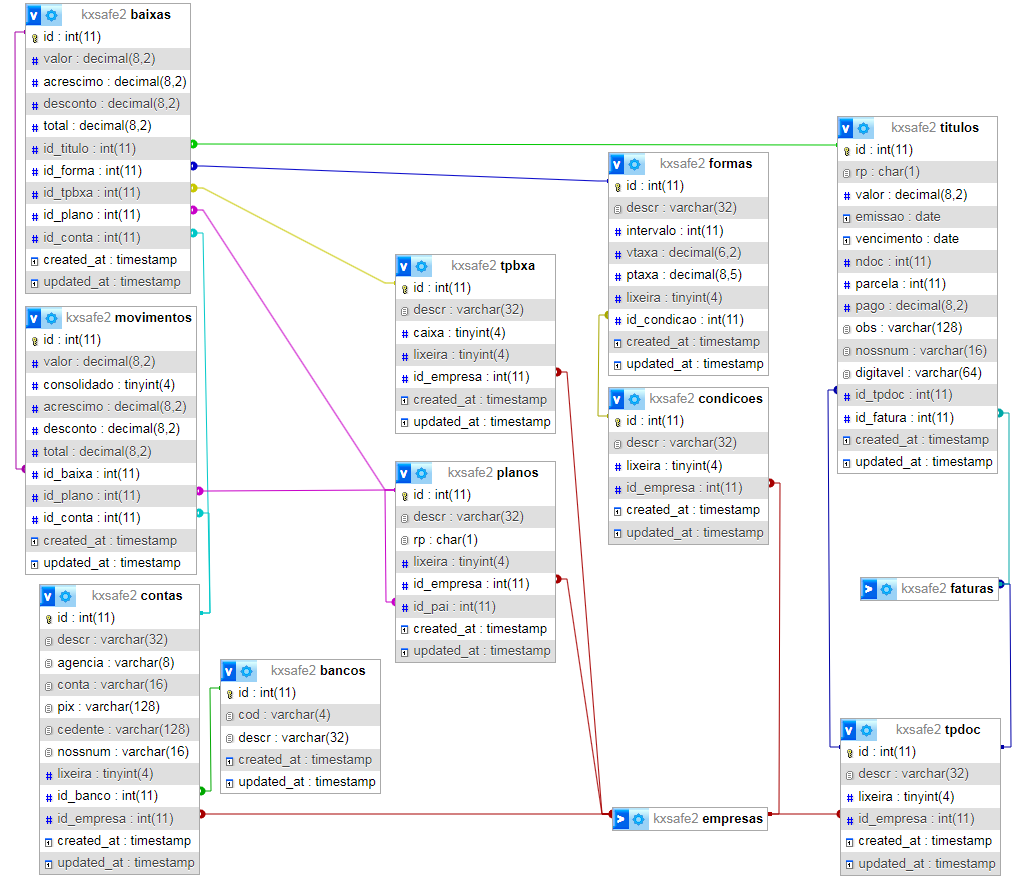 kxsafe2 baixas
id : int(11)
valor : decimal(8,2)
acrescimo : decimal(8,2)
desconto : decimal(8,2)
total : decimal(8,2)
id_titulo : int(11)
id_forma : int(11)
id_tpbxa : int(11)
id_plano : int(11)
id_conta : int(11)
created_at : timestamp
updated_at : timestamp
kxsafe2 movimentos
id : int(11)
valor : decimal(8,2)
consolidado : tinyint(4)
acrescimo : decimal(8,2)
desconto : decimal(8,2)
total : decimal(8,2)
id_baixa : int(11)
id_plano : int(11)
id_conta : int(11)
created_at : timestamp
updated_at : timestamp
kxsafe2 contas
id : int(11)
descr : varchar(32)
agencia : varchar(8)
conta : varchar(16)
pix : varchar(128)
cedente : varchar(128)
nossnum : varchar(16)
lixeira : tinyint(4)
id_banco : int(11)
id_empresa : int(11)
created_at : timestamp
updated_at : timestamp
kxsafe2 bancos
id : int(11)
cod : varchar(4)
descr : varchar(32)
created_at : timestamp
updated_at : timestamp
kxsafe2 tpbxa
id : int(11)
descr : varchar(32)
caixa : tinyint(4)
lixeira : tinyint(4)
id_empresa : int(11)
created_at : timestamp
updated_at : timestamp
kxsafe2 planos
id : int(11)
descr : varchar(32)
rp : char(1)
lixeira : tinyint(4)
id_empresa : int(11)
id_pai : int(11)
created_at : timestamp
updated_at : timestamp
kxsafe2 formas
id : int(11)
descr : varchar(32)
intervalo : int(11)
vtaxa : decimal(6,2)
ptaxa : decimal(8,5)
lixeira : tinyint(4)
id_condicao : int(11)
created_at : timestamp
updated_at : timestamp
kxsafe2 condicoes
id : int(11)
descr : varchar(32)
lixeira : tinyint(4)
id_empresa : int(11)
created_at : timestamp
updated_at : timestamp
kxsafe2 empresas
kxsafe2 titulos
id : int(11)
rp : char(1)
valor : decimal(8,2)
emissao : date
vencimento : date
ndoc : int(11)
parcela : int(11)
pago : decimal(8,2)
obs : varchar(128)
nossnum : varchar(16)
digitavel : varchar(64)
id_tpdoc : int(11)
id_fatura : int(11)
created_at : timestamp
updated_at : timestamp
kxsafe2 faturas
kxsafe2 tpdoc
id : int(11)
descr : varchar(32)
lixeira : tinyint(4)
id_empresa : int(11)
created_at : timestamp
updated_at : timestamp